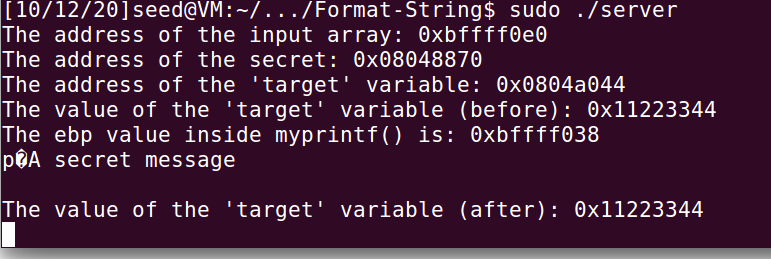 [10/12/20]seed@VM:~/.../Format-String$ sudo ./server
The address of the input array: 0xbffff0e0
The address of the secret: 0x08048870
The address of the 'target' variable: 0x0804a044
The value of the 'target' variable (before): 0x11223344
The ebp value inside myprintf() is: 0xbffff038
p�A secret message
The value of the 'target' variable (after): 0x11223344